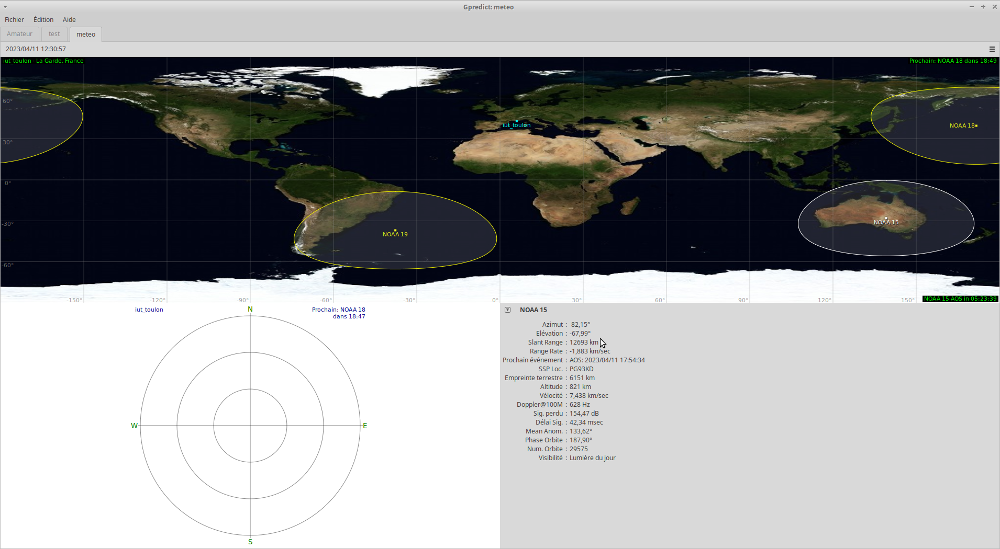 Gpredict: meteo
Fichier Édition Aide
Amateur test meteo
2023/04/11 12:30:57
iut_toulon · La Garde, France
Prochain: NOAA 18 dans 18:49
60°
iut_toulon
NOAA 18
30°
0°
-30°
NOAA 15
NOAA 19
-60°
-150° -120° -90° -60° -30° 0° 30° 60° 90° 120° 150°
NOAA 15 AOS in 05:23:39
iut_toulon
N
Prochain: NOAA 18
dans 18:47
W
E
S
NOAA 15
Azimut : 82,15°
Elévation : -67,99°
Slant Range : 12693 km
Range Rate : -1,883 km/sec
Prochain événement : AOS: 2023/04/11 17:54:34
SSP Loc. : PG93KD
Empreinte terrestre : 6151 km
Altitude : 821 km
Vélocité : 7,438 km/sec
Doppler@100M : 628 Hz
Sig. perdu : 154,47 dB
Délai Sig. : 42,34 msec
Mean Anom. : 133,62°
Phase Orbite : 187,90°
Num. Orbite : 29575
Visibilité : Lumière du jour